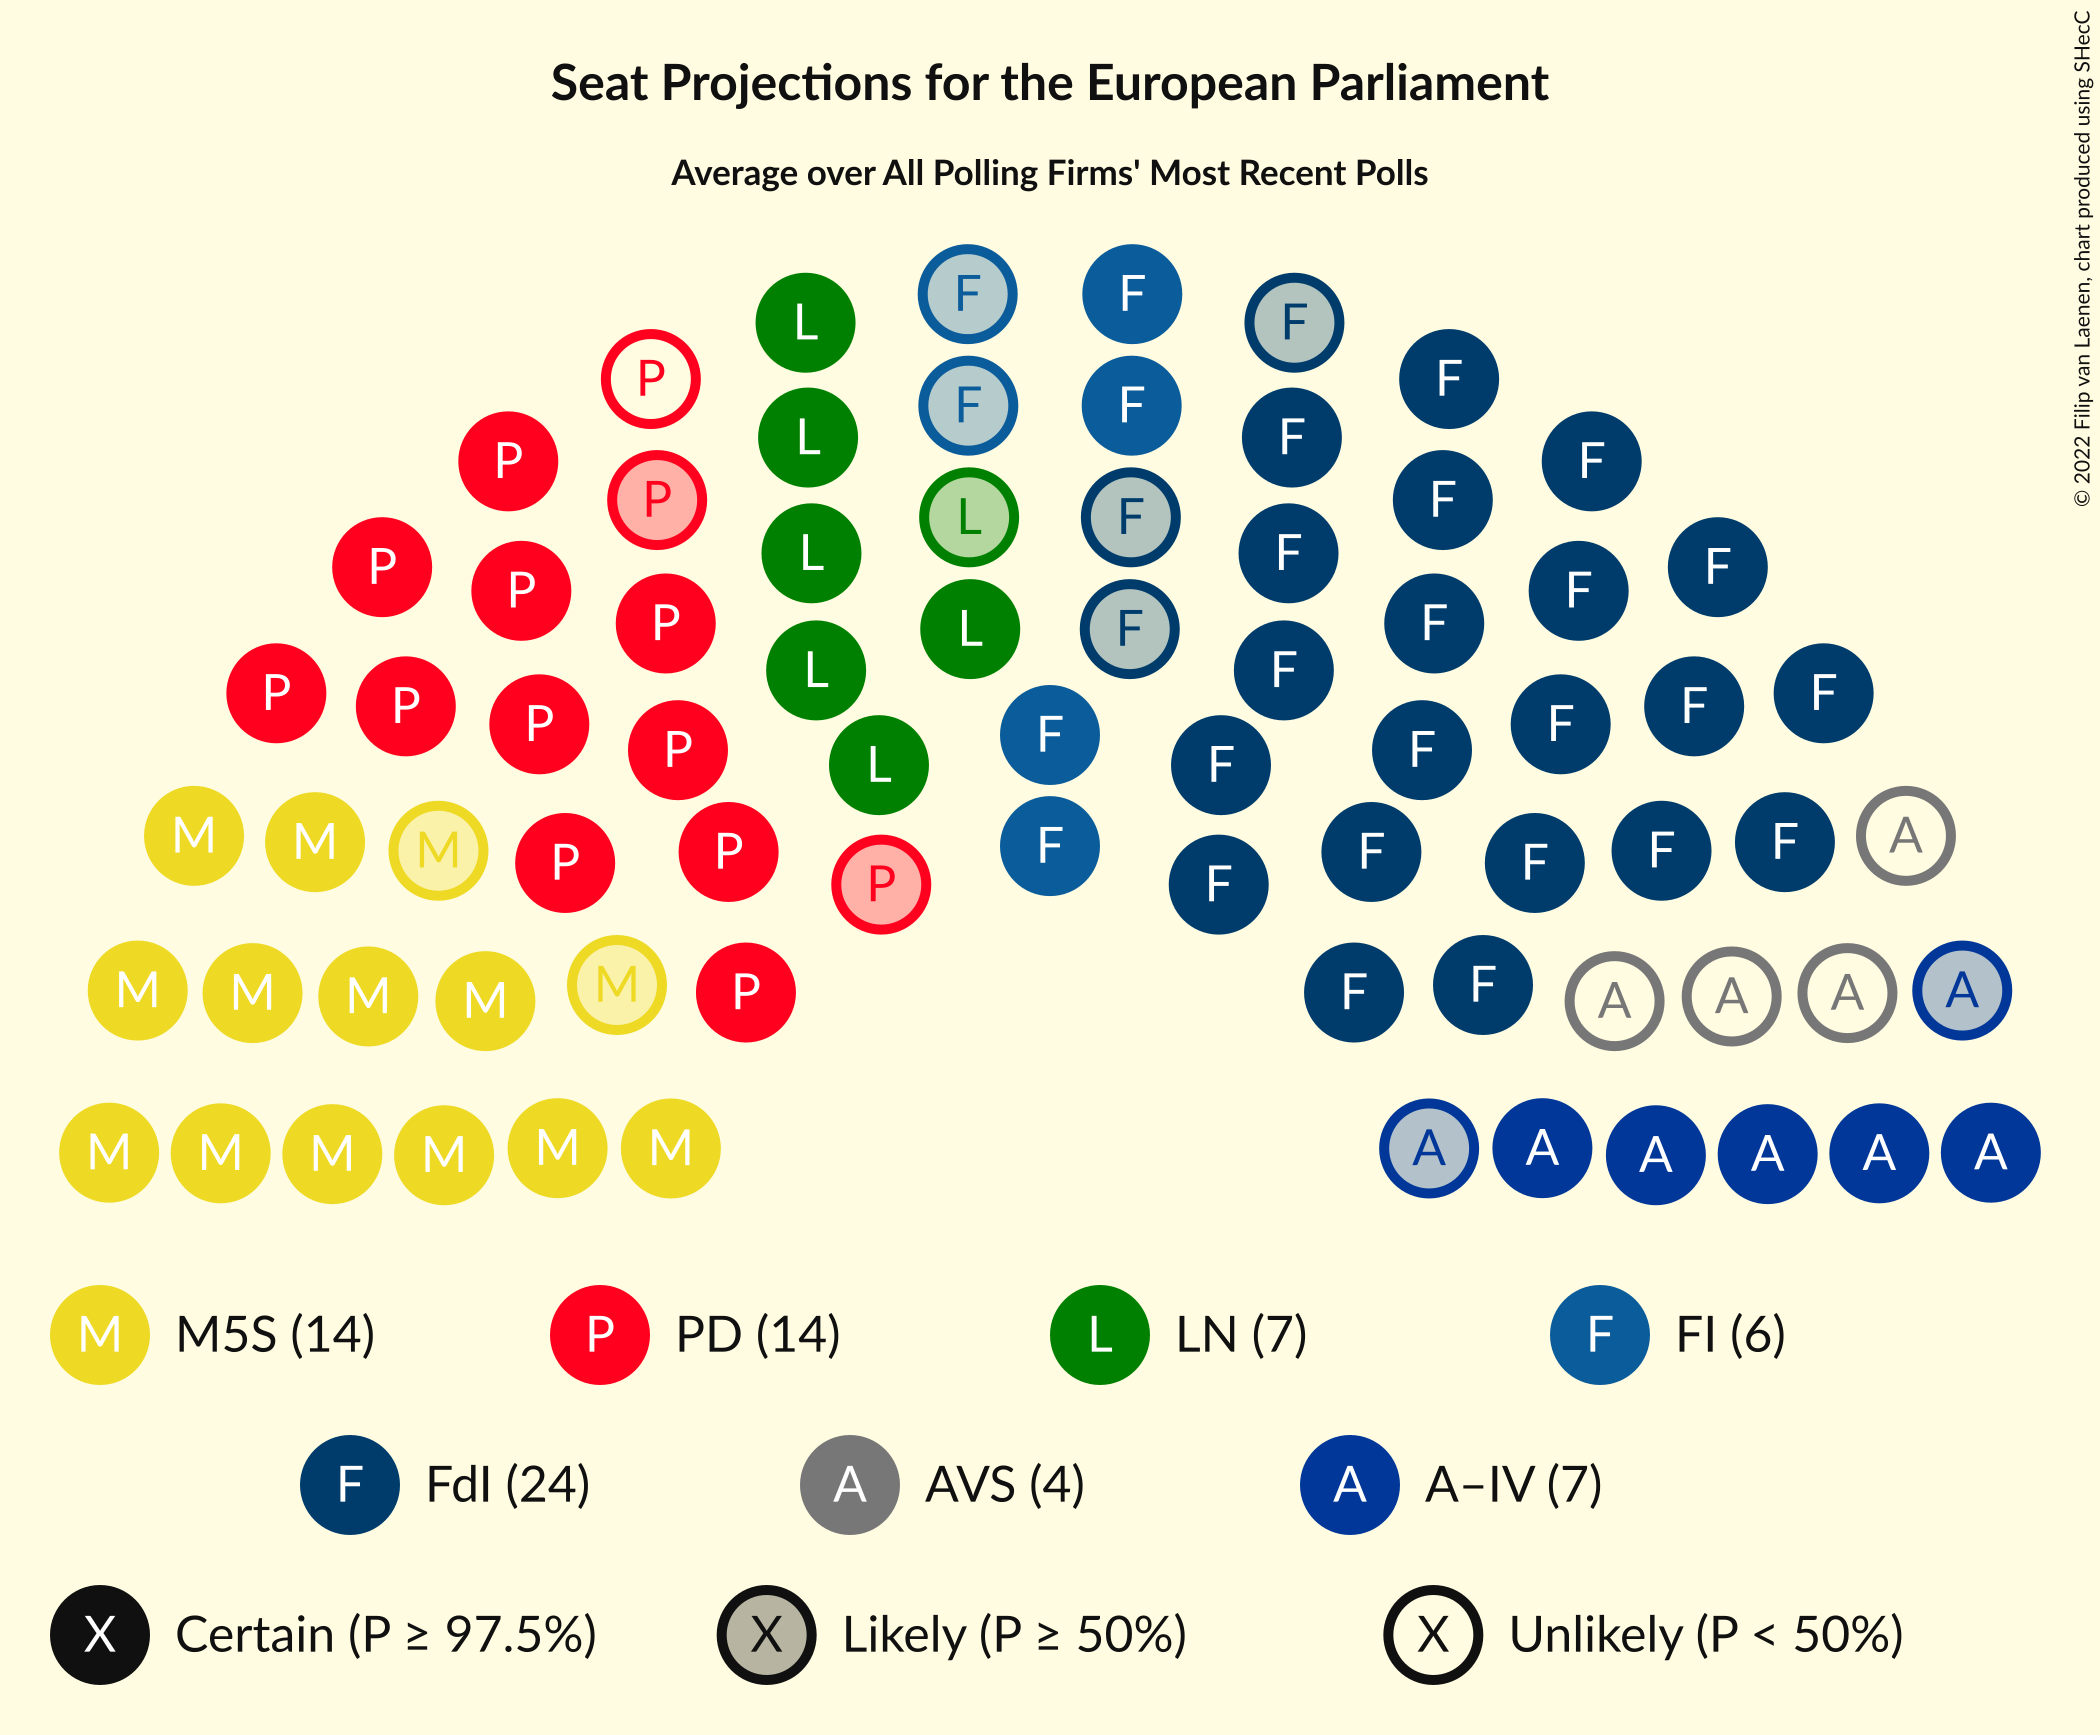 Seat Projections for the European Parliament
Average over All Polling Firms' Most Recent Polls
© 2022 Filip van Laenen, chart produced using SHecC
F F
L F
P F
F F
P F
L F
P F
L F
P F
L F
P F
P F
L F
P F
L F
P F
L F
P F
P F
P F
F
P F
L F
M A
M F
F
M P P F F F
P F
M P F F
M M M M A A A A
M M M M M M A A A A A A
M M5S (14) P PD (14) L LN (7) F FI (6)
F FdI (24) A AVS (4) A A–IV (7)
X Certain (P ≥ 97.5%) X Likely (P ≥ 50%) X Unlikely (P < 50%)